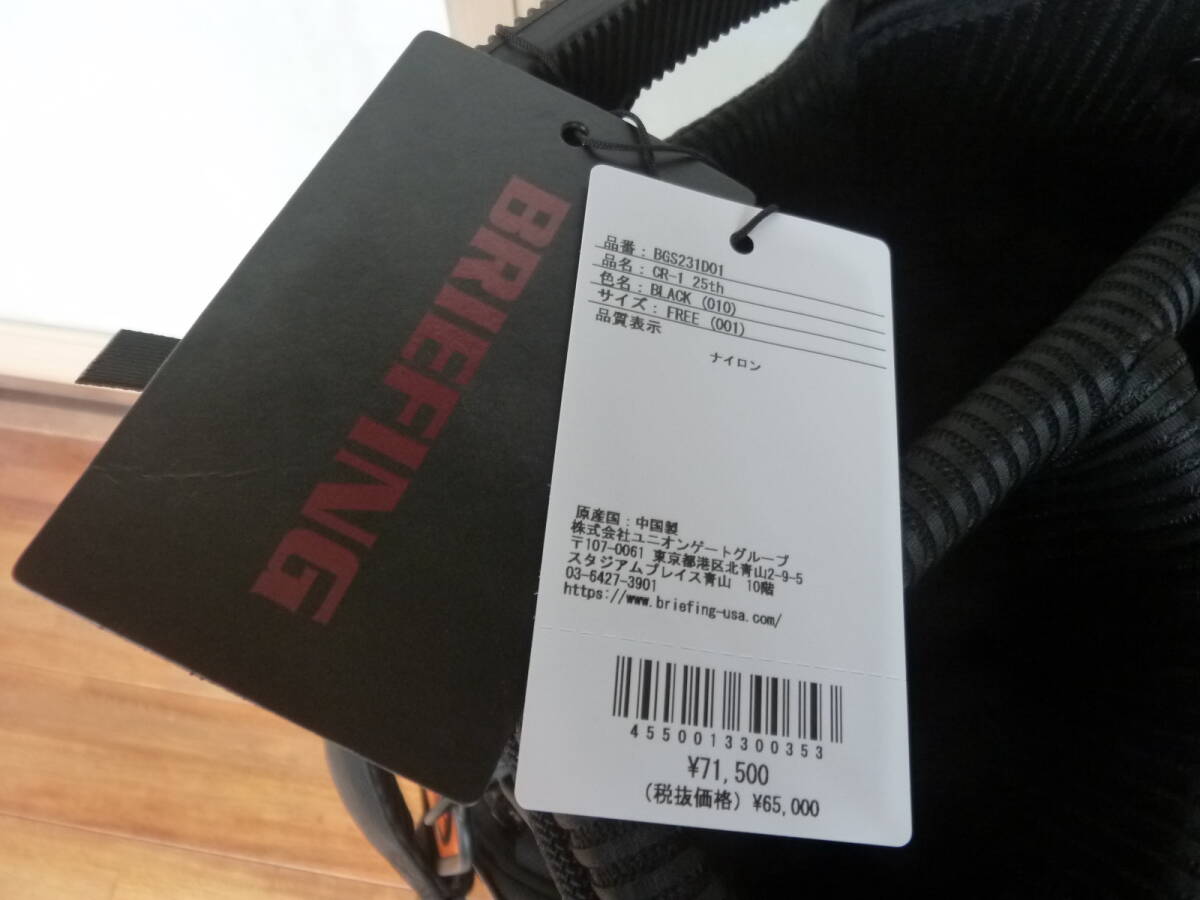 BRIEFING
品番：BGS231D01
品名：CR-1 25th
色名：BLACK (010)
サイズ：FREE (001)
品質表示
ナイロン
原産国：中国製
株式会社ユニオンゲートグループ
〒107-0061 東京都港区北青山2-9-5
スタジアムプレイス青山 10階
03-6427-3901
https://www.briefing-usa.com/
4550013300353
¥71,500
(税抜価格) ¥65,000